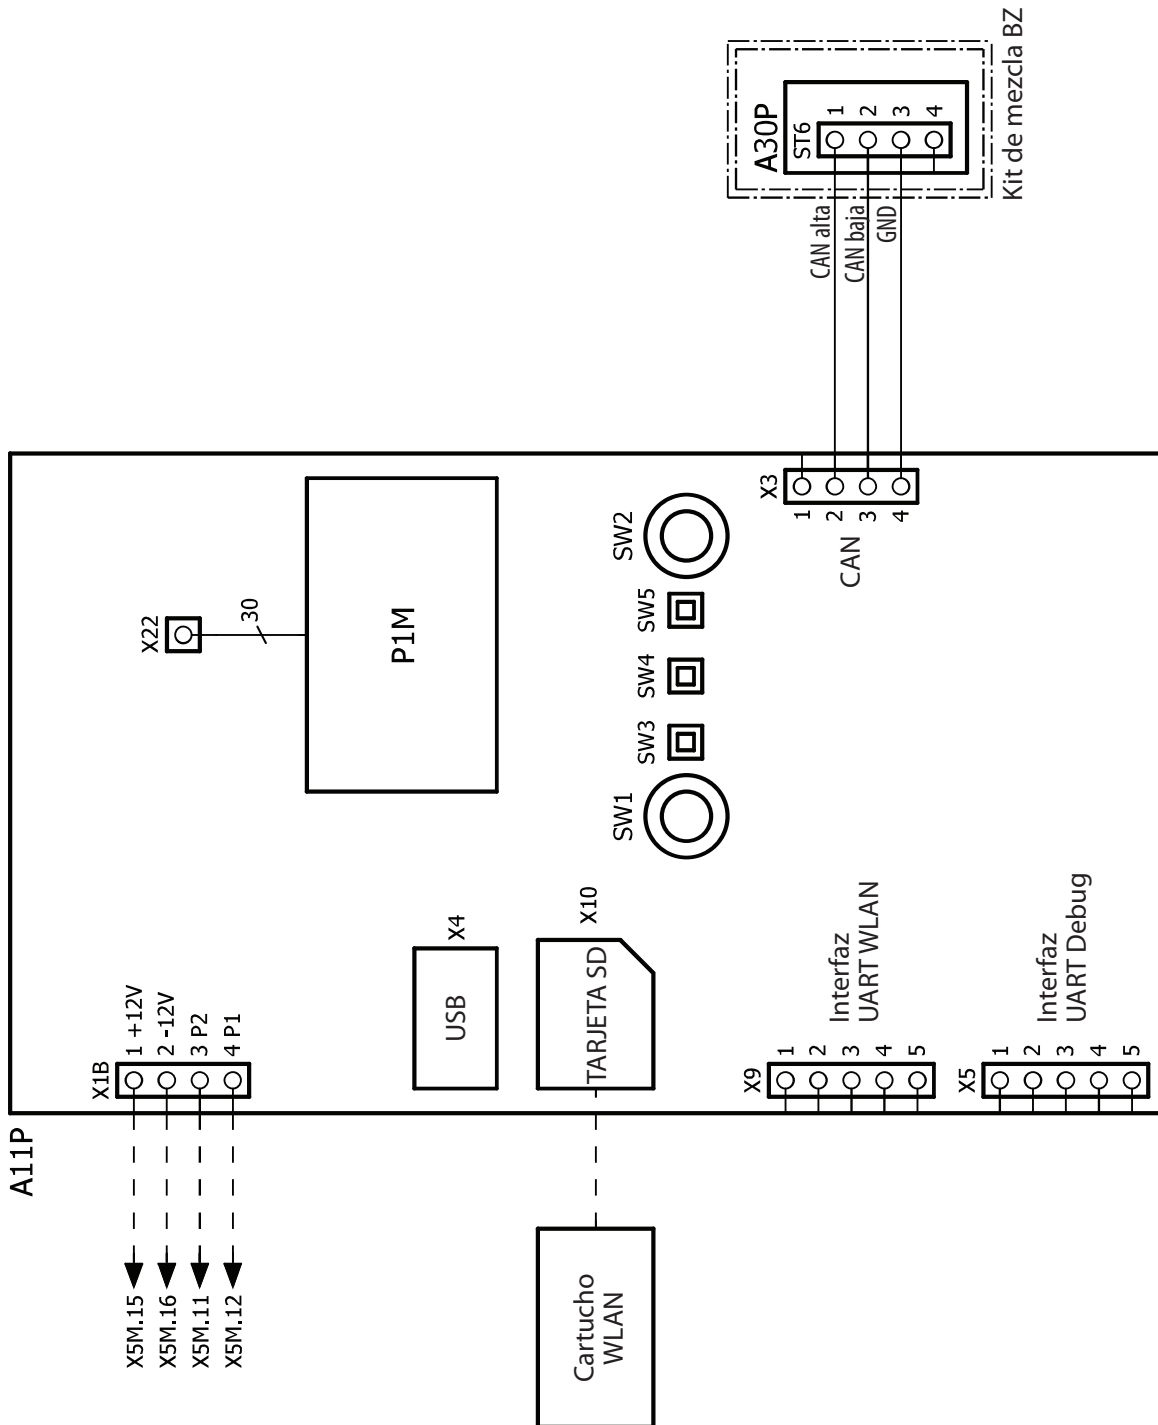 A11P
X5M.15
X5M.16
X5M.11
X5M.12
X1B
1 +12V
2 -12V
3 P2
4 P1
X22
30
P1M
USB
X4
TARJETA SD
X10
Cartucho
WLAN
SW1
SW3
SW4
SW5
SW2
X9
1
2
3
4
5
Interfaz
UART WLAN
X5
1
2
3
4
5
Interfaz
UART Debug
X3
1
2
3
4
CAN
CAN alta
CAN baja
GND
A30P
ST6
1
2
3
4
Kit de mezcla BZ